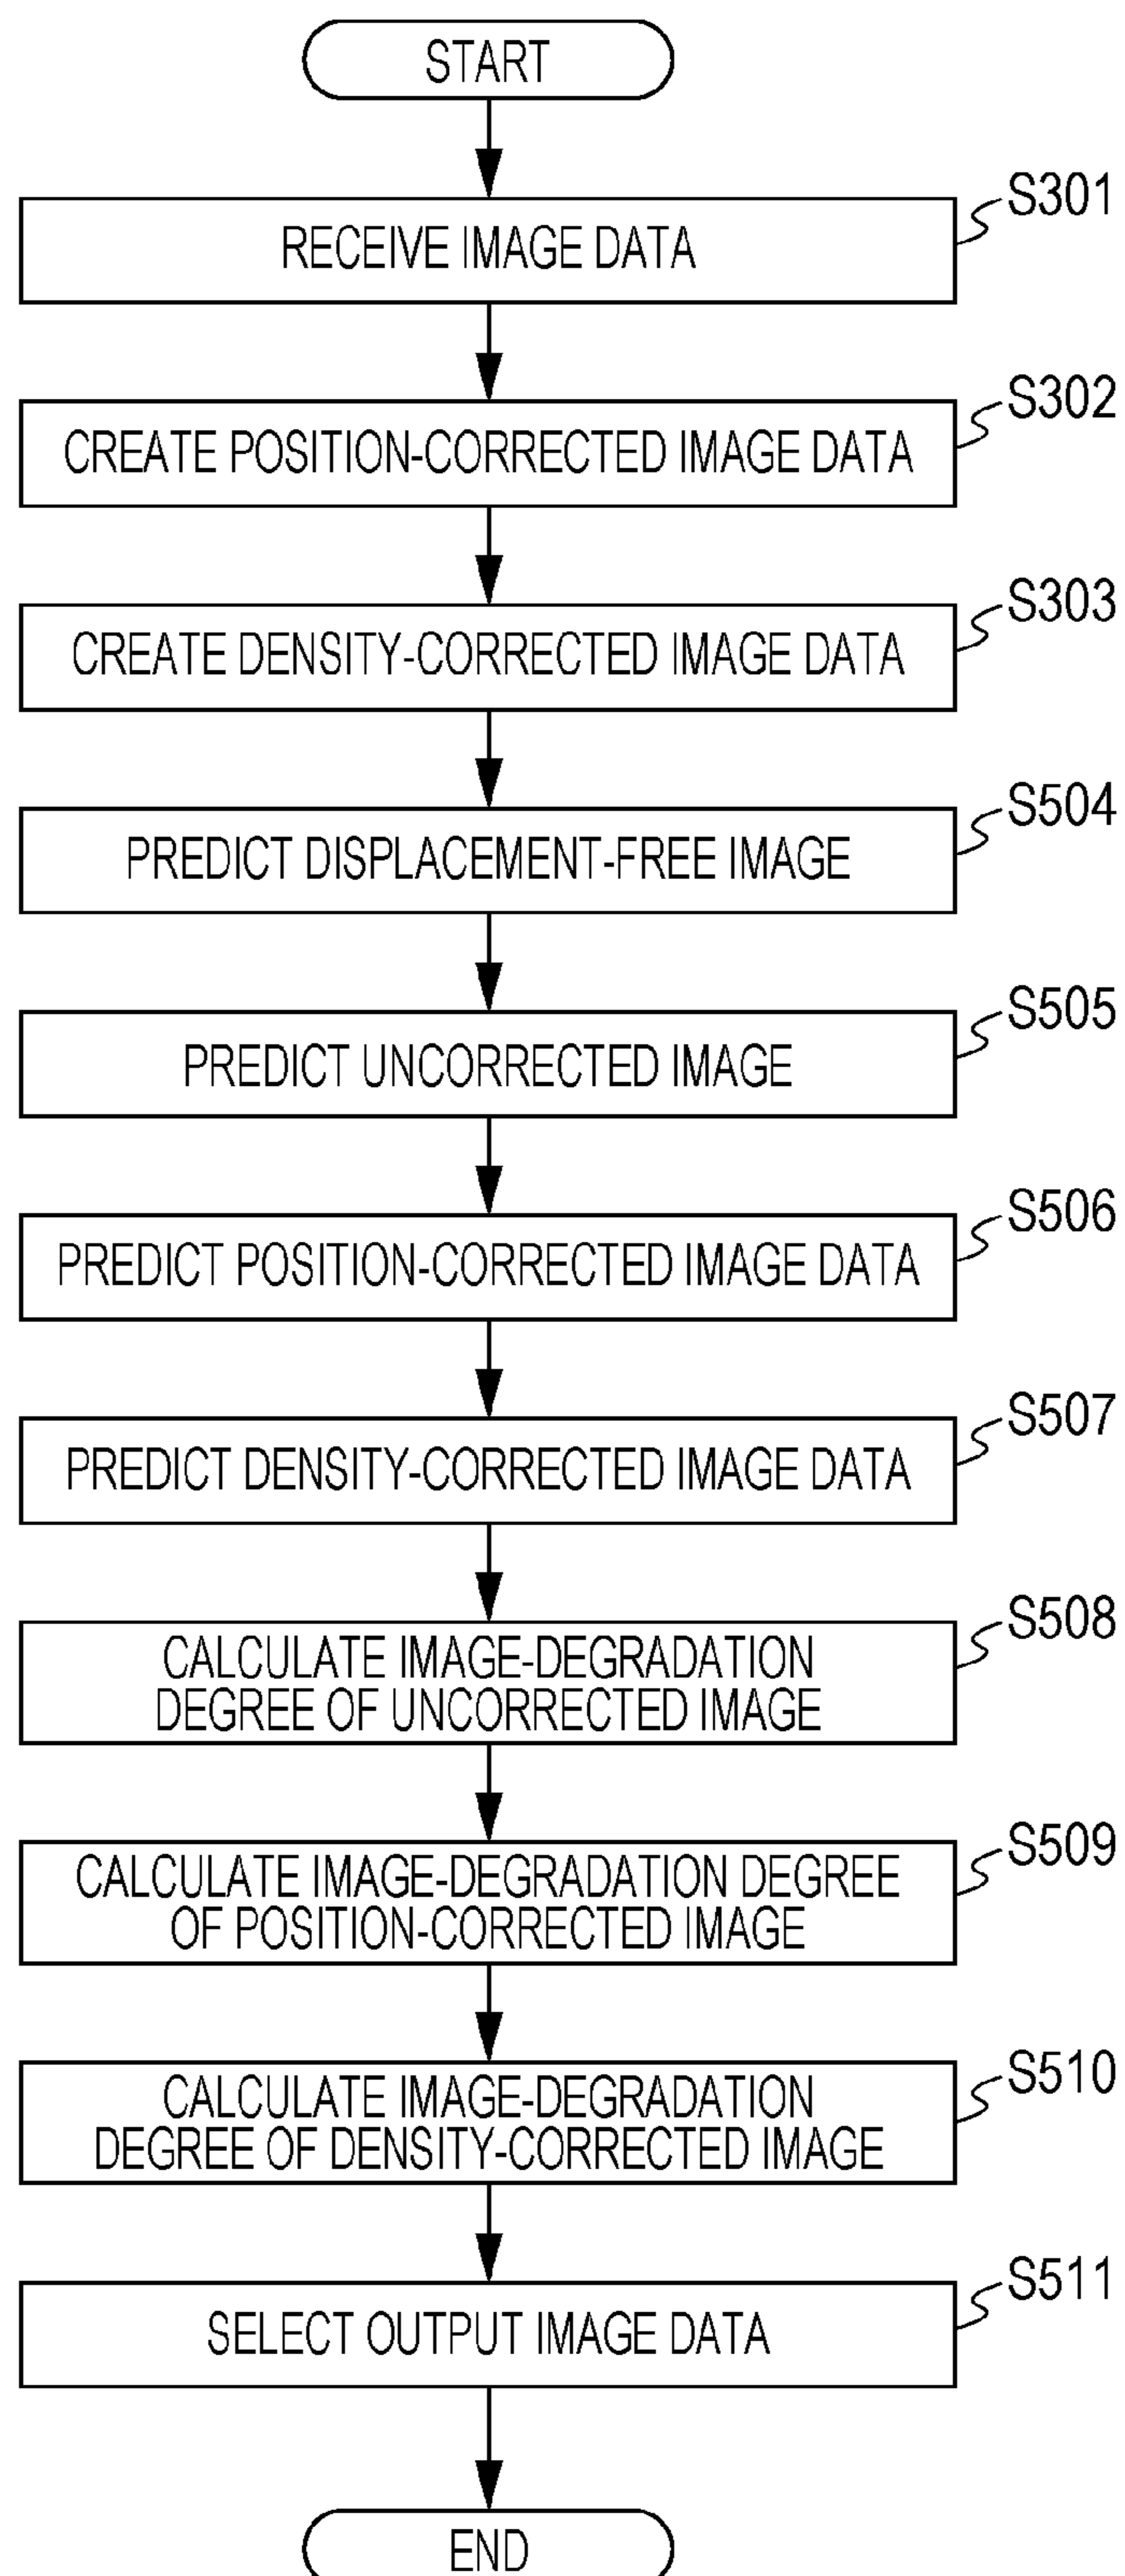 START
S301
RECEIVE IMAGE DATA
S302
CREATE POSITION-CORRECTED IMAGE DATA
S303
CREATE DENSITY-CORRECTED IMAGE DATA
S504
PREDICT DISPLACEMENT-FREE IMAGE
S505
PREDICT UNCORRECTED IMAGE
S506
PREDICT POSITION-CORRECTED IMAGE DATA
S507
PREDICT DENSITY-CORRECTED IMAGE DATA
S508
CALCULATE IMAGE-DEGRADATION
DEGREE OF UNCORRECTED IMAGE
S509
CALCULATE IMAGE-DEGRADATION DEGREE
OF POSITION-CORRECTED IMAGE
S510
CALCULATE IMAGE-DEGRADATION
DEGREE OF DENSITY-CORRECTED IMAGE
S511
SELECT OUTPUT IMAGE DATA
END